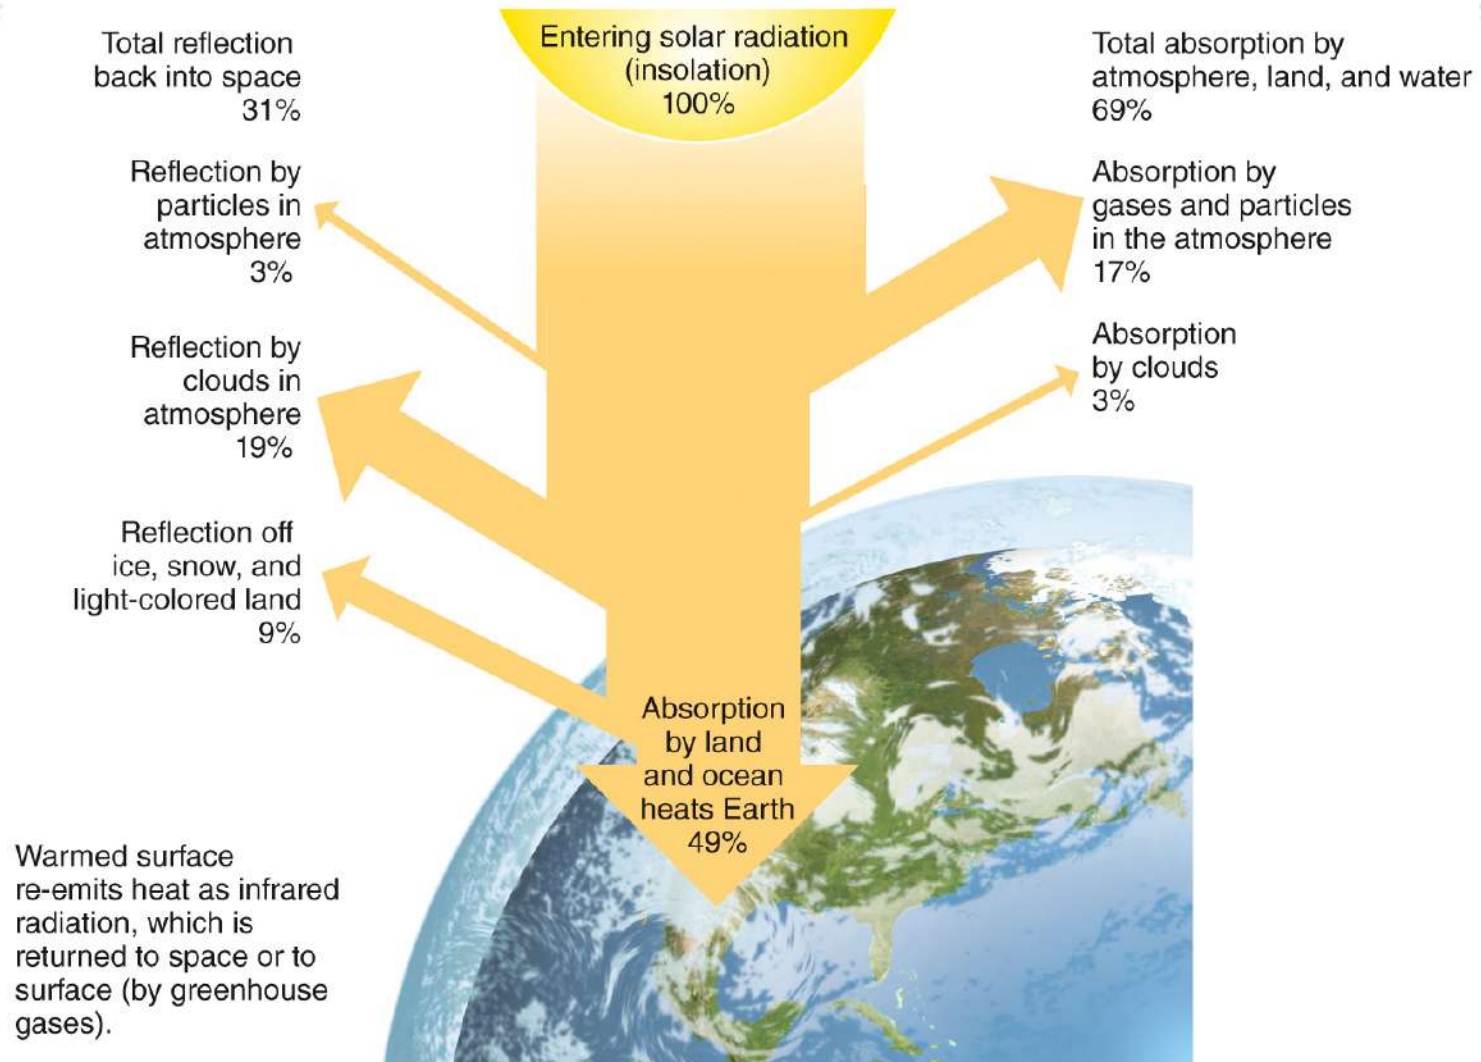 Entering solar radiation
(insolation)
100%
Total reflection
back into space
31%
Reflection by
particles in
atmosphere
3%
Reflection by
clouds in
atmosphere
19%
Reflection off
ice, snow, and
light-colored land
9%
Warmed surface
re-emits heat as infrared
radiation, which is
returned to space or to
surface (by greenhouse
gases).
Absorption
by land
and ocean
heats Earth
49%
Total absorption by
atmosphere, land, and water
69%
Absorption by
gases and particles
in the atmosphere
17%
Absorption
by clouds
3%